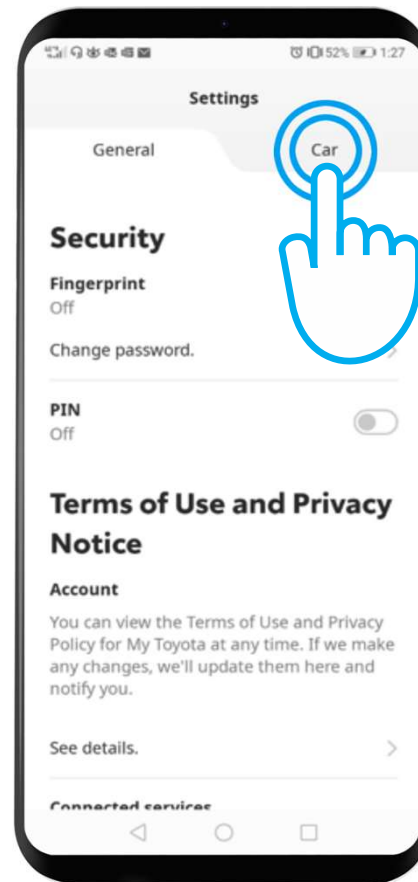 52% 1:27
Settings
General Car
Security
Fingerprint
Off
Change password.
PIN
Off
Terms of Use and Privacy
Notice
Account
You can view the Terms of Use and Privacy
Policy for My Toyota at any time. If we make
any changes, we'll update them here and
notify you.
See details.
Connected services